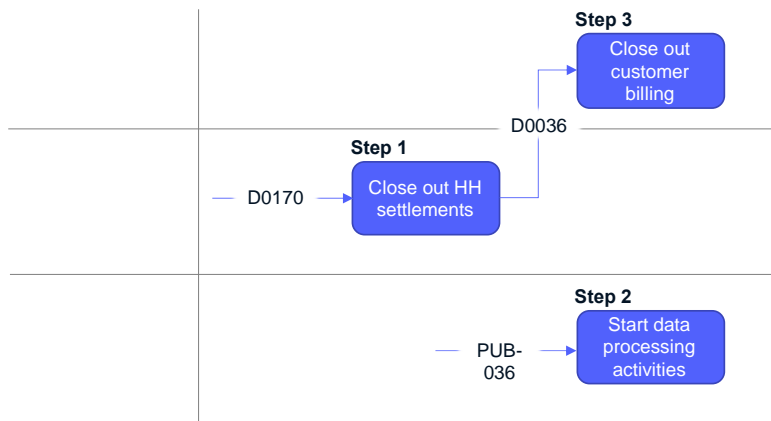 Step 3
Close out
customer
billing
D0036
Step 1
Close out HH
settlements
D0170
Step 2
Start data
processing
activities
PUB-
036